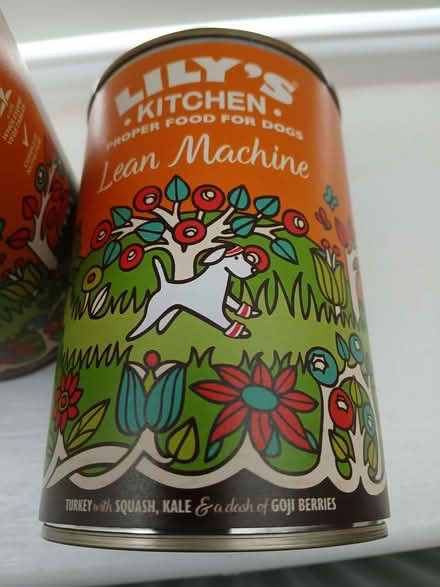 LILY'S
• KITCHEN •
PROPER FOOD FOR DOGS
Lean Machine
TURKEY with SQUASH, KALE & a dash of GOJI BERRIES